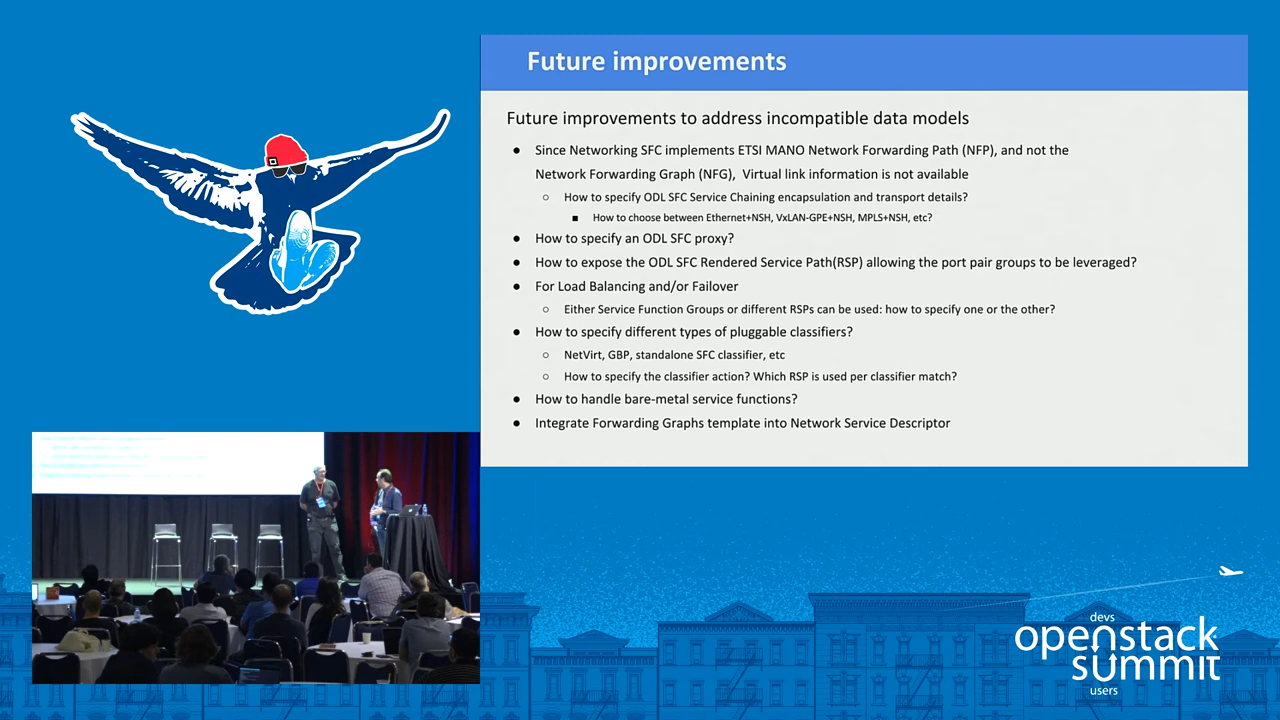 Future improvements
Future improvements to address incompatible data models
● Since Networking SFC implements ETSI MANO Network Forwarding Path (NFP), and not the
Network Forwarding Graph (NFG), Virtual link information is not available
○ How to specify ODL SFC Service Chaining encapsulation and transport details?
■ How to choose between Ethernet+NSH, VxLAN-GPE+NSH, MPLS+NSH, etc?
● How to specify an ODL SFC proxy?
● How to expose the ODL SFC Rendered Service Path(RSP) allowing the port pair groups to be leveraged?
● For Load Balancing and/or Failover
○ Either Service Function Groups or different RSPs can be used: how to specify one or the other?
● How to specify different types of pluggable classifiers?
○ NetVirt, GBP, standalone SFC classifier, etc
○ How to specify the classifier action? Which RSP is used per classifier match?
● How to handle bare-metal service functions?
● Integrate Forwarding Graphs template into Network Service Descriptor
devs
openstack
summit
users